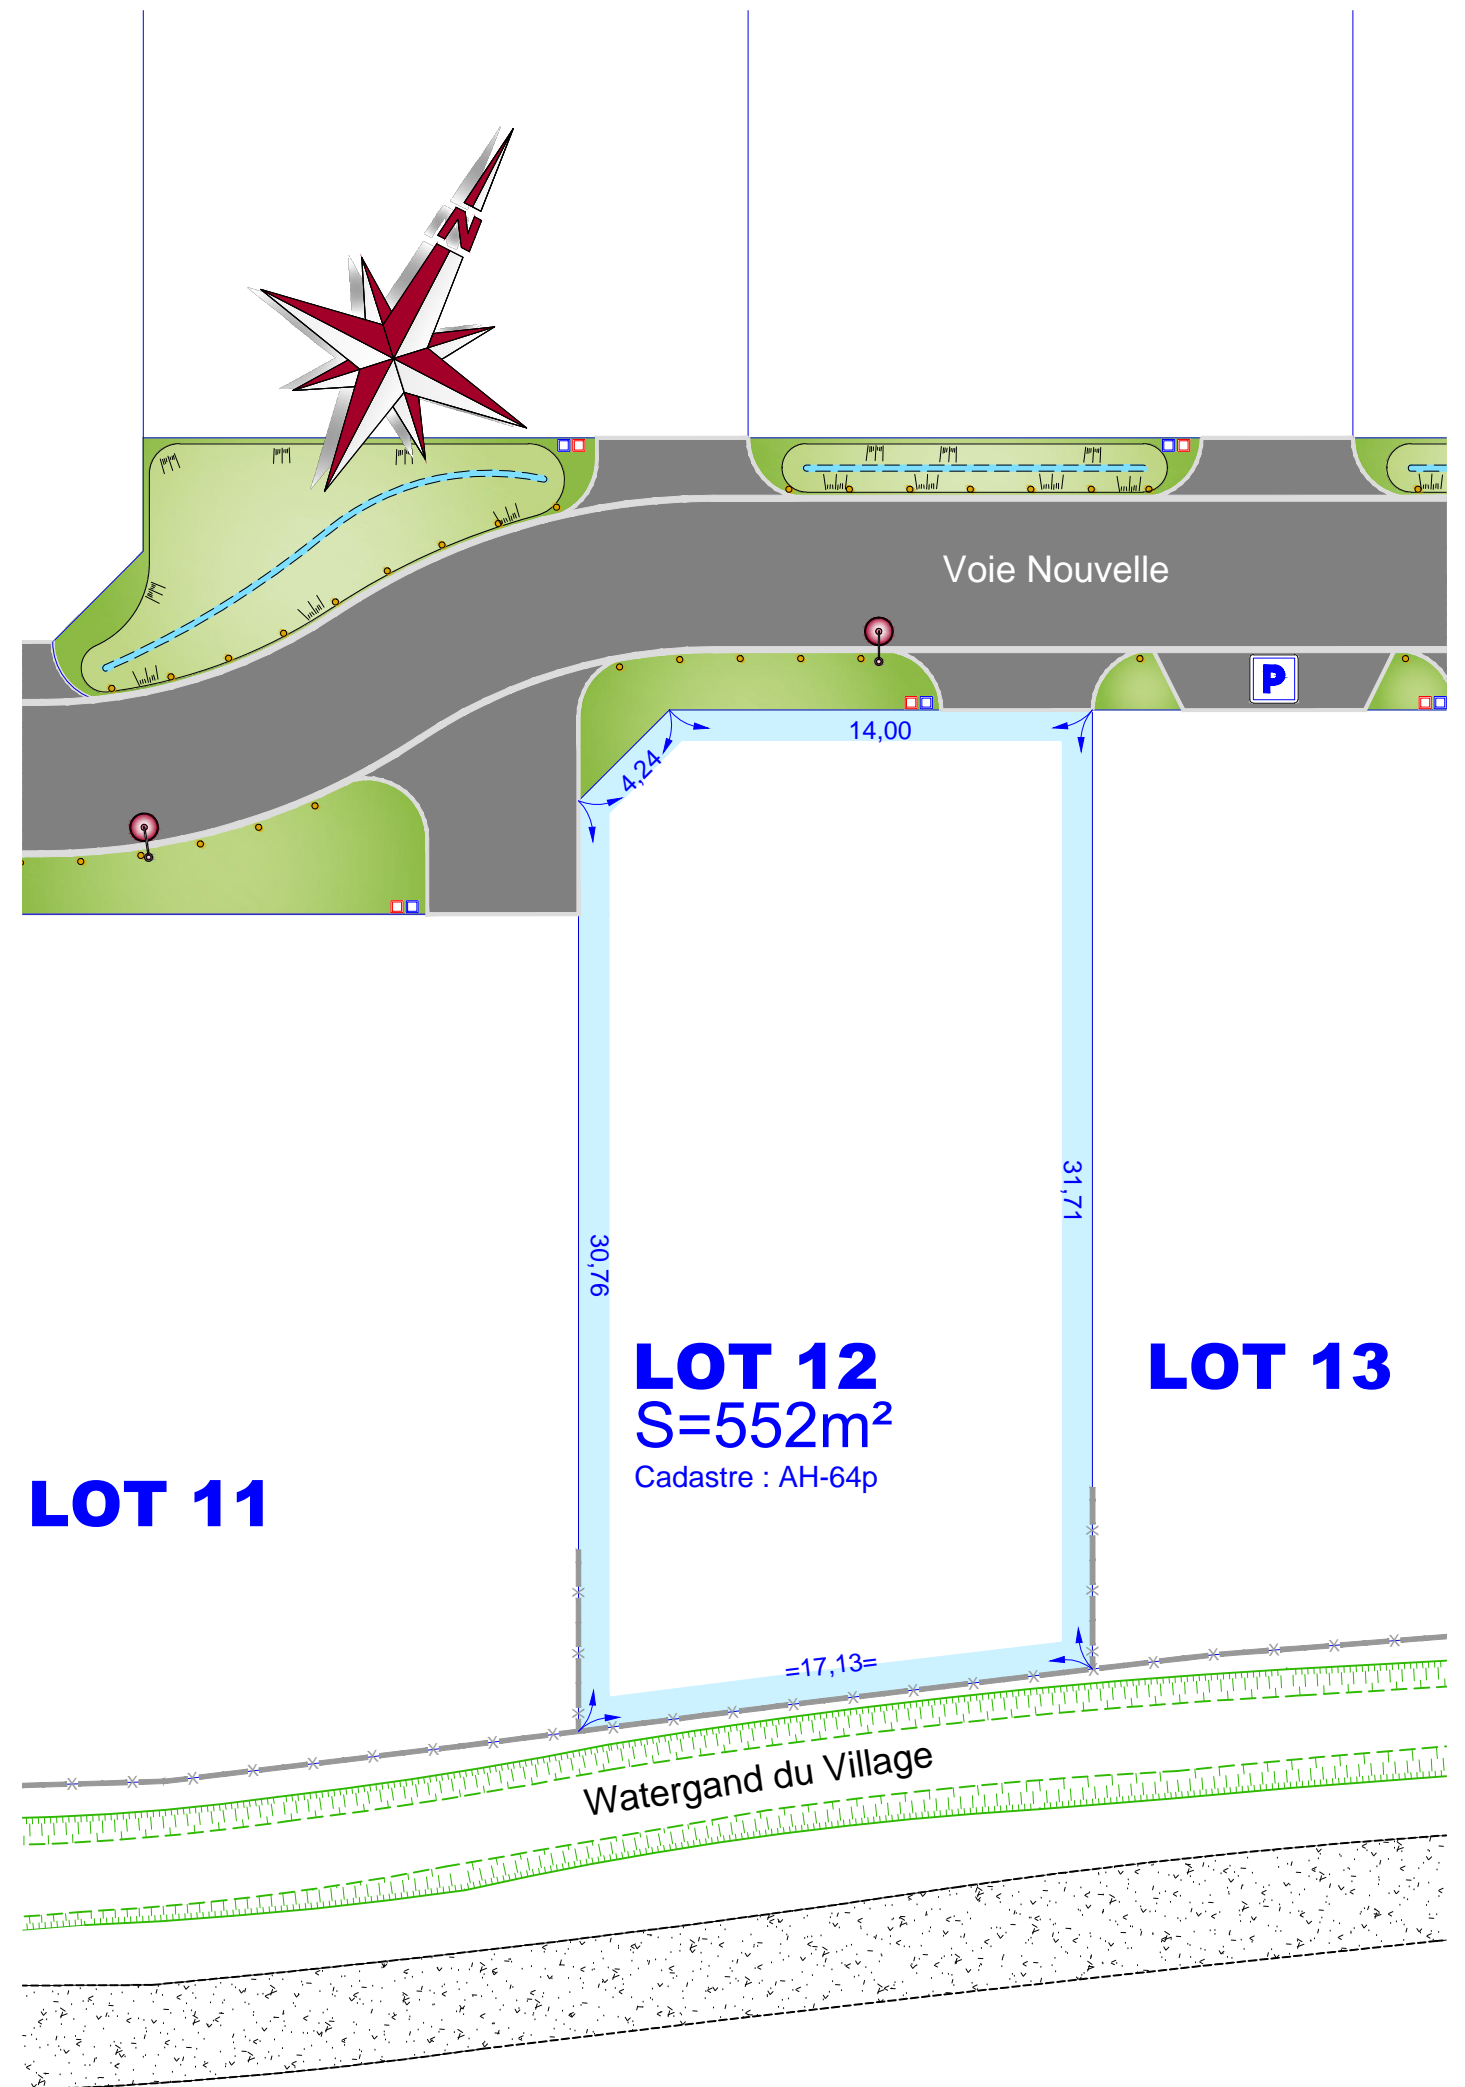 N
Voie Nouvelle
P
14,00
4,24
31,71
30,76
LOT 12
S=552m²
Cadastre : AH-64p
LOT 13
LOT 11
=17,13=
Watergand du Village